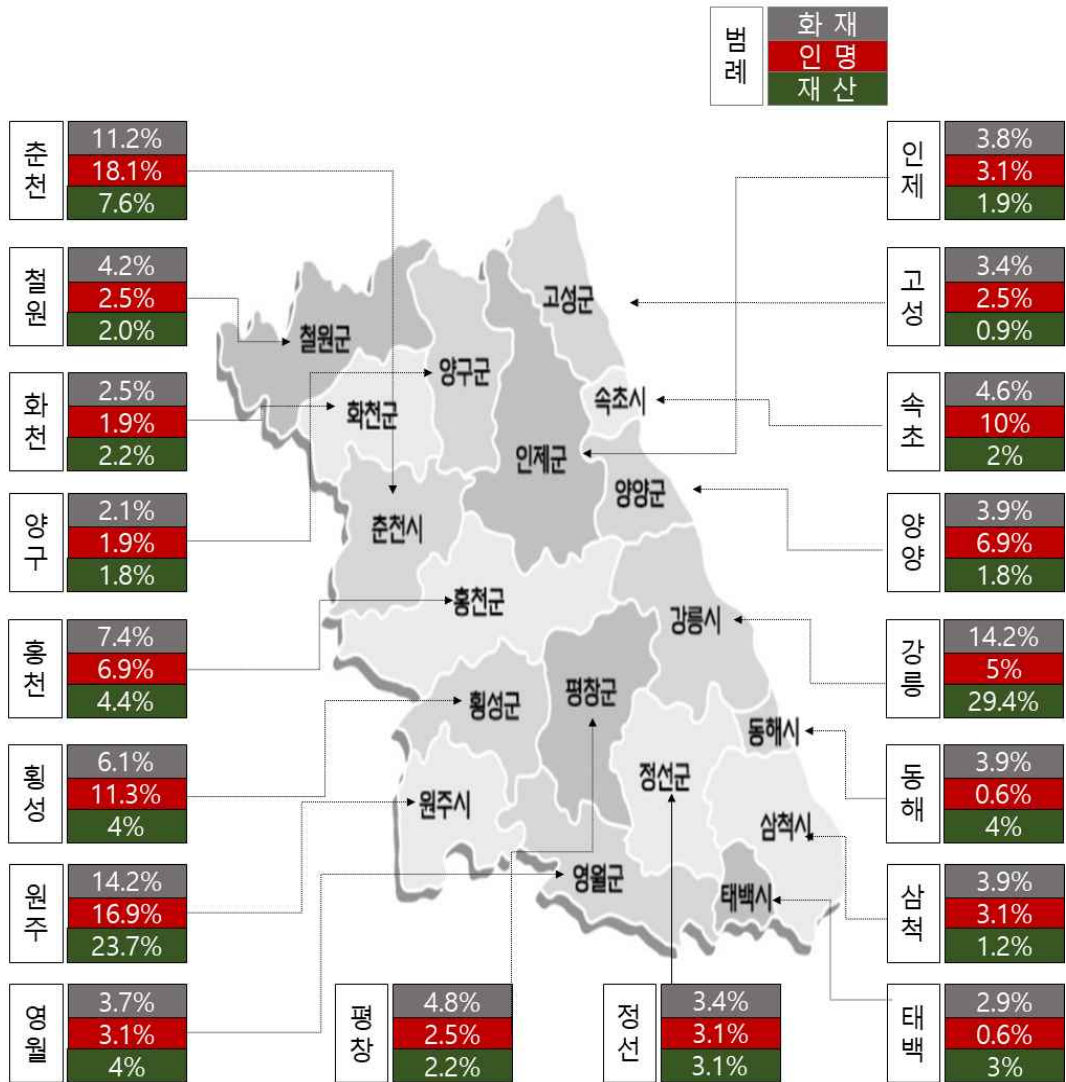 범례
화 재
인 명
재 산
춘천
11.2%
18.1%
7.6%
철원
4.2%
2.5%
2.0%
화천
2.5%
1.9%
2.2%
양구
2.1%
1.9%
1.8%
홍천
7.4%
6.9%
4.4%
횡성
6.1%
11.3%
4%
원주
14.2%
16.9%
23.7%
영월
3.7%
3.1%
4%
평창
4.8%
2.5%
2.2%
정선
3.4%
3.1%
3.1%
인제
3.8%
3.1%
1.9%
고성
3.4%
2.5%
0.9%
속초
4.6%
10%
2%
양양
3.9%
6.9%
1.8%
강릉
14.2%
5%
29.4%
동해
3.9%
0.6%
4%
삼척
3.9%
3.1%
1.2%
태백
2.9%
0.6%
3%
고성군
철원군
양구군
화천군
속초시
인제군
양양군
춘천시
홍천군
강릉시
횡성군
평창군
동해시
정선군
원주시
삼척시
영월군
태백시